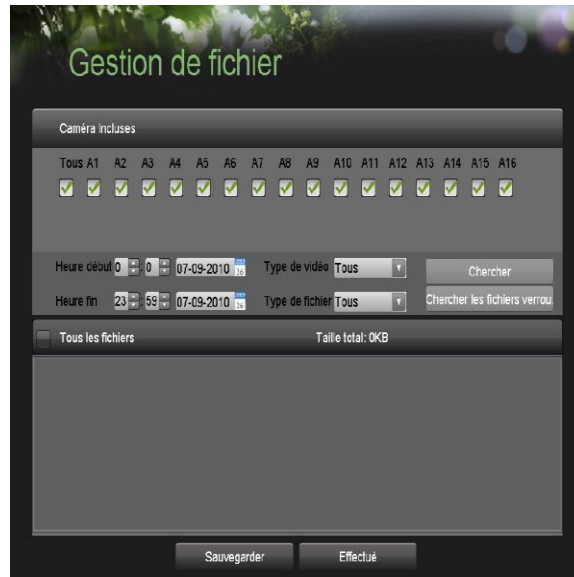 Gestion de fichier
Caméra Incluses
Tous A1 A2 A3 A4 A5 A6 A7 A8 A9 A10 A11 A12 A13 A14 A15 A16
Heure début 0 : 0 07-09-2010 Type de vidéo Tous Chercher
Heure fin 23 : 59 07-09-2010 Type de fichier Tous Chercher les fichiers verrou
Tous les fichiers Taille total: 0KB
Sauvegarder Effectué